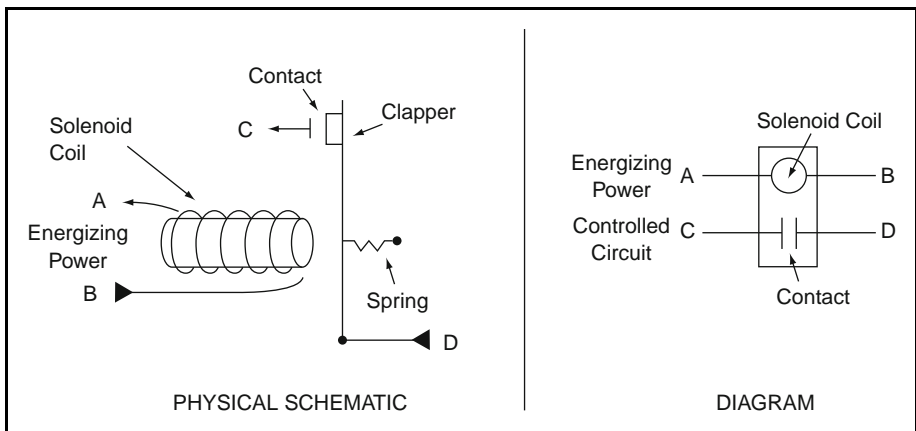 Contact
Clapper
C
Solenoid
Coil
A
Energizing
Power
B
Spring
D
PHYSICAL SCHEMATIC
Solenoid Coil
Energizing
Power
A
B
Controlled
Circuit
C
D
Contact
DIAGRAM